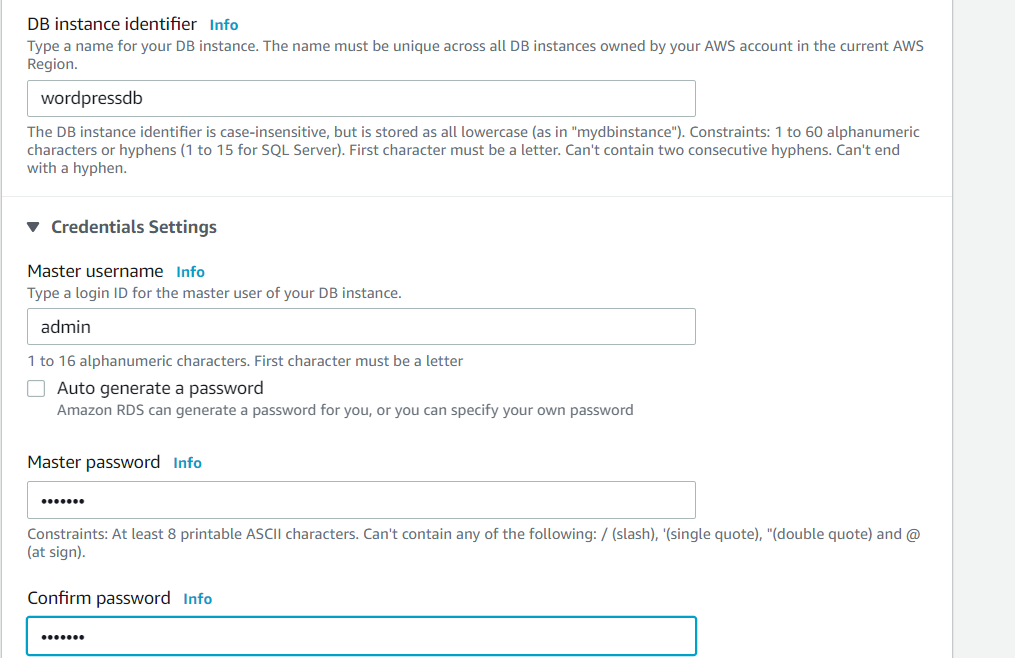 DB instance identifier Info
Type a name for your DB instance. The name must be unique across all DB instances owned by your AWS account in the current AWS
Region.
wordpressdb
The DB instance identifier is case-insensitive, but is stored as all lowercase (as in "mydbinstance"). Constraints: 1 to 60 alphanumeric
characters or hyphens (1 to 15 for SQL Server). First character must be a letter. Can't contain two consecutive hyphens. Can't end
with a hyphen.
▼ Credentials Settings
Master username Info
Type a login ID for the master user of your DB instance.
admin
1 to 16 alphanumeric characters. First character must be a letter
Auto generate a password
Amazon RDS can generate a password for you, or you can specify your own password
Master password Info
•••••••
Constraints: At least 8 printable ASCII characters. Can't contain any of the following: / (slash), '(single quote), "(double quote) and @
(at sign).
Confirm password Info
•••••••